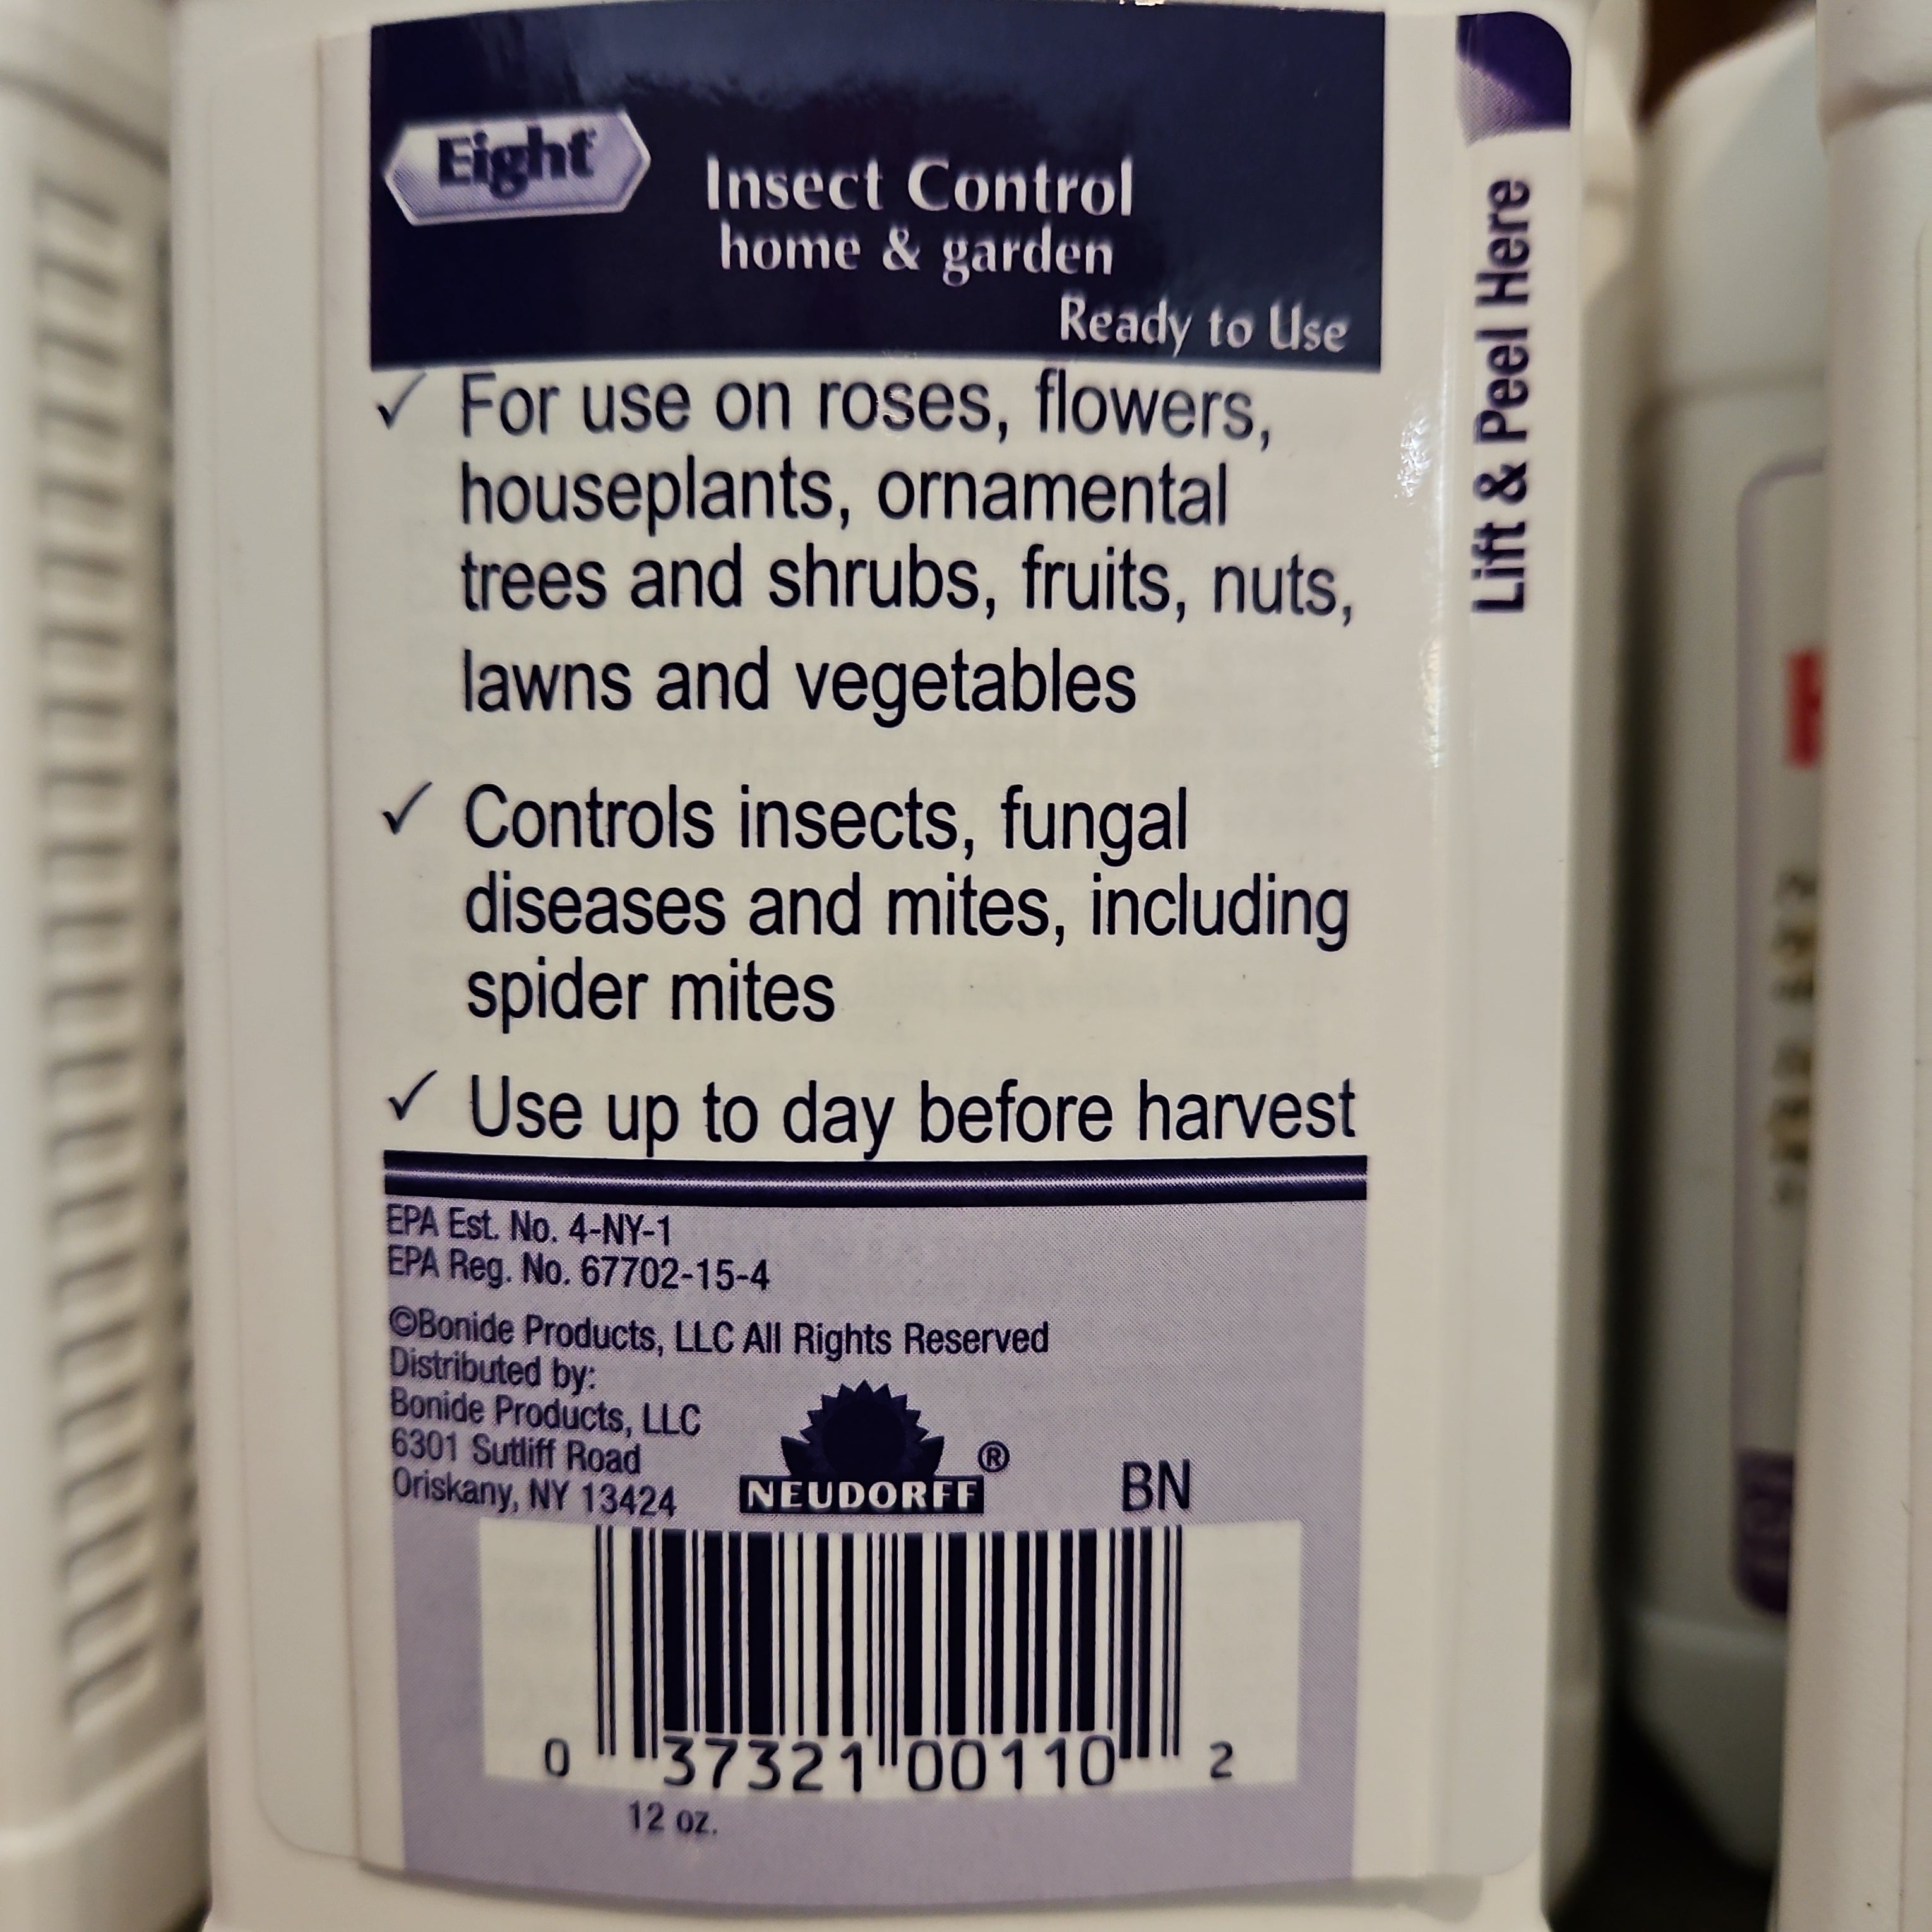 Eight
Insect Control
home & garden
Ready to Use
Lift & Peel Here
✓ For use on roses, flowers,
houseplants, ornamental
trees and shrubs, fruits, nuts,
lawns and vegetables
✓ Controls insects, fungal
diseases and mites, including
spider mites
✓ Use up to day before harvest
EPA Est. No. 4-NY-1
EPA Reg. No. 67702-15-4
©Bonide Products, LLC All Rights Reserved
Distributed by:
Bonide Products, LLC
6301 Sutliff Road
Oriskany, NY 13424
NEUDORFF ®
BN
0 37321 00110 2
12 oz.